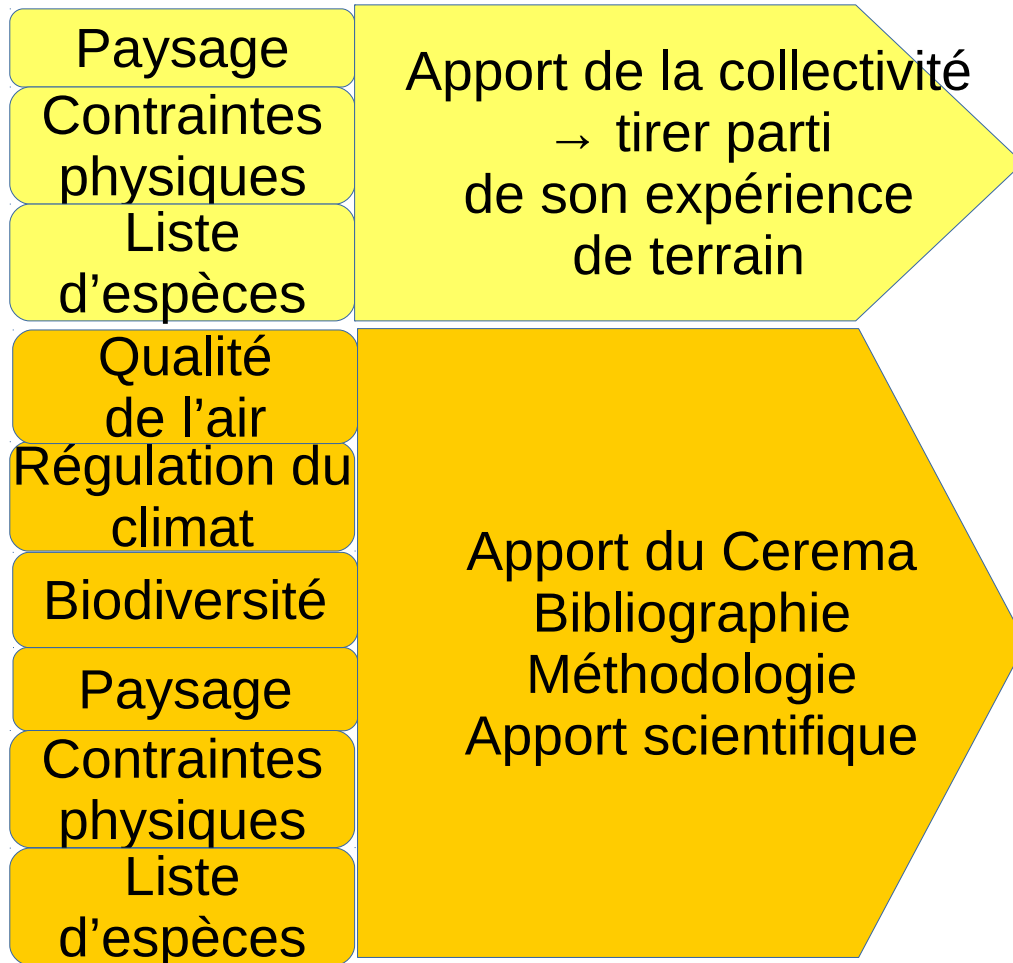 Paysage
Contraintes
physiques
Liste
d’espèces
Apport de la collectivité
→ tirer parti
de son expérience
de terrain
Qualité
de l’air
Régulation du
climat
Biodiversité
Paysage
Contraintes
physiques
Liste
d’espèces
Apport du Cerema
Bibliographie
Méthodologie
Apport scientifique